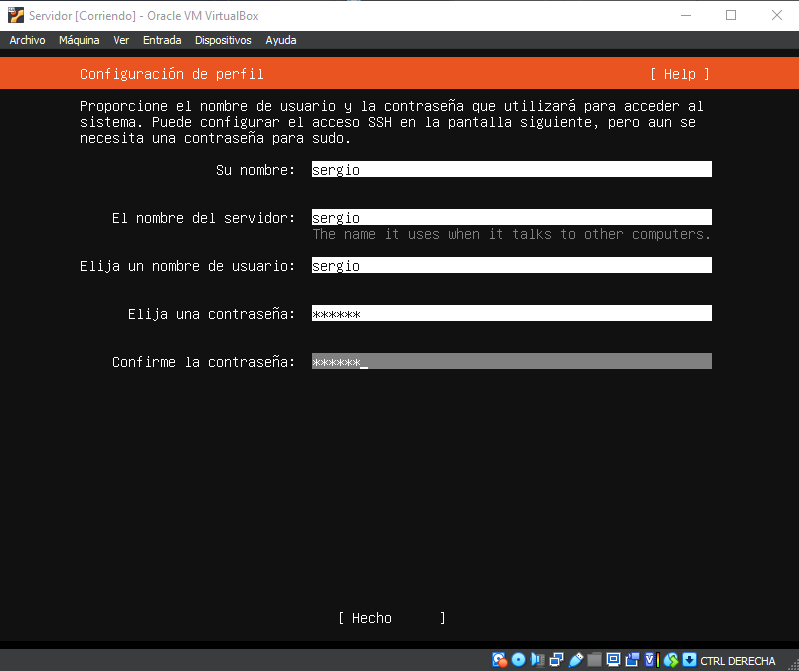 Servidor [Corriendo] - Oracle VM VirtualBox
Archivo Máquina Ver Entrada Dispositivos Ayuda
Configuración de perfil [ Help ]
Proporcione el nombre de usuario y la contraseña que utilizará para acceder al
sistema. Puede configurar el acceso SSH en la pantalla siguiente, pero aun se
necesita una contraseña para sudo.
Su nombre: sergio
El nombre del servidor: sergio
The name it uses when it talks to other computers.
Elija un nombre de usuario: sergio
Elija una contraseña: ******
Confirme la contraseña: ******_
[ Hecho ]
CTRL DERECHA